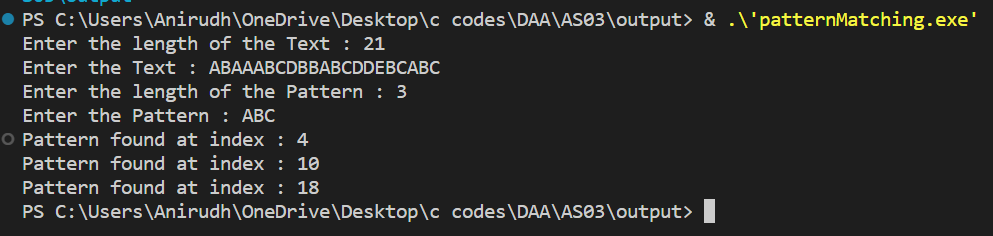 PS C:\Users\Anirudh\OneDrive\Desktop\c codes\DAA\AS03\output> & .\'patternMatching.exe'
Enter the length of the Text : 21
Enter the Text : ABAAABCDBBABCDDEBCABC
Enter the length of the Pattern : 3
Enter the Pattern : ABC
Pattern found at index : 4
Pattern found at index : 10
Pattern found at index : 18
PS C:\Users\Anirudh\OneDrive\Desktop\c codes\DAA\AS03\output>